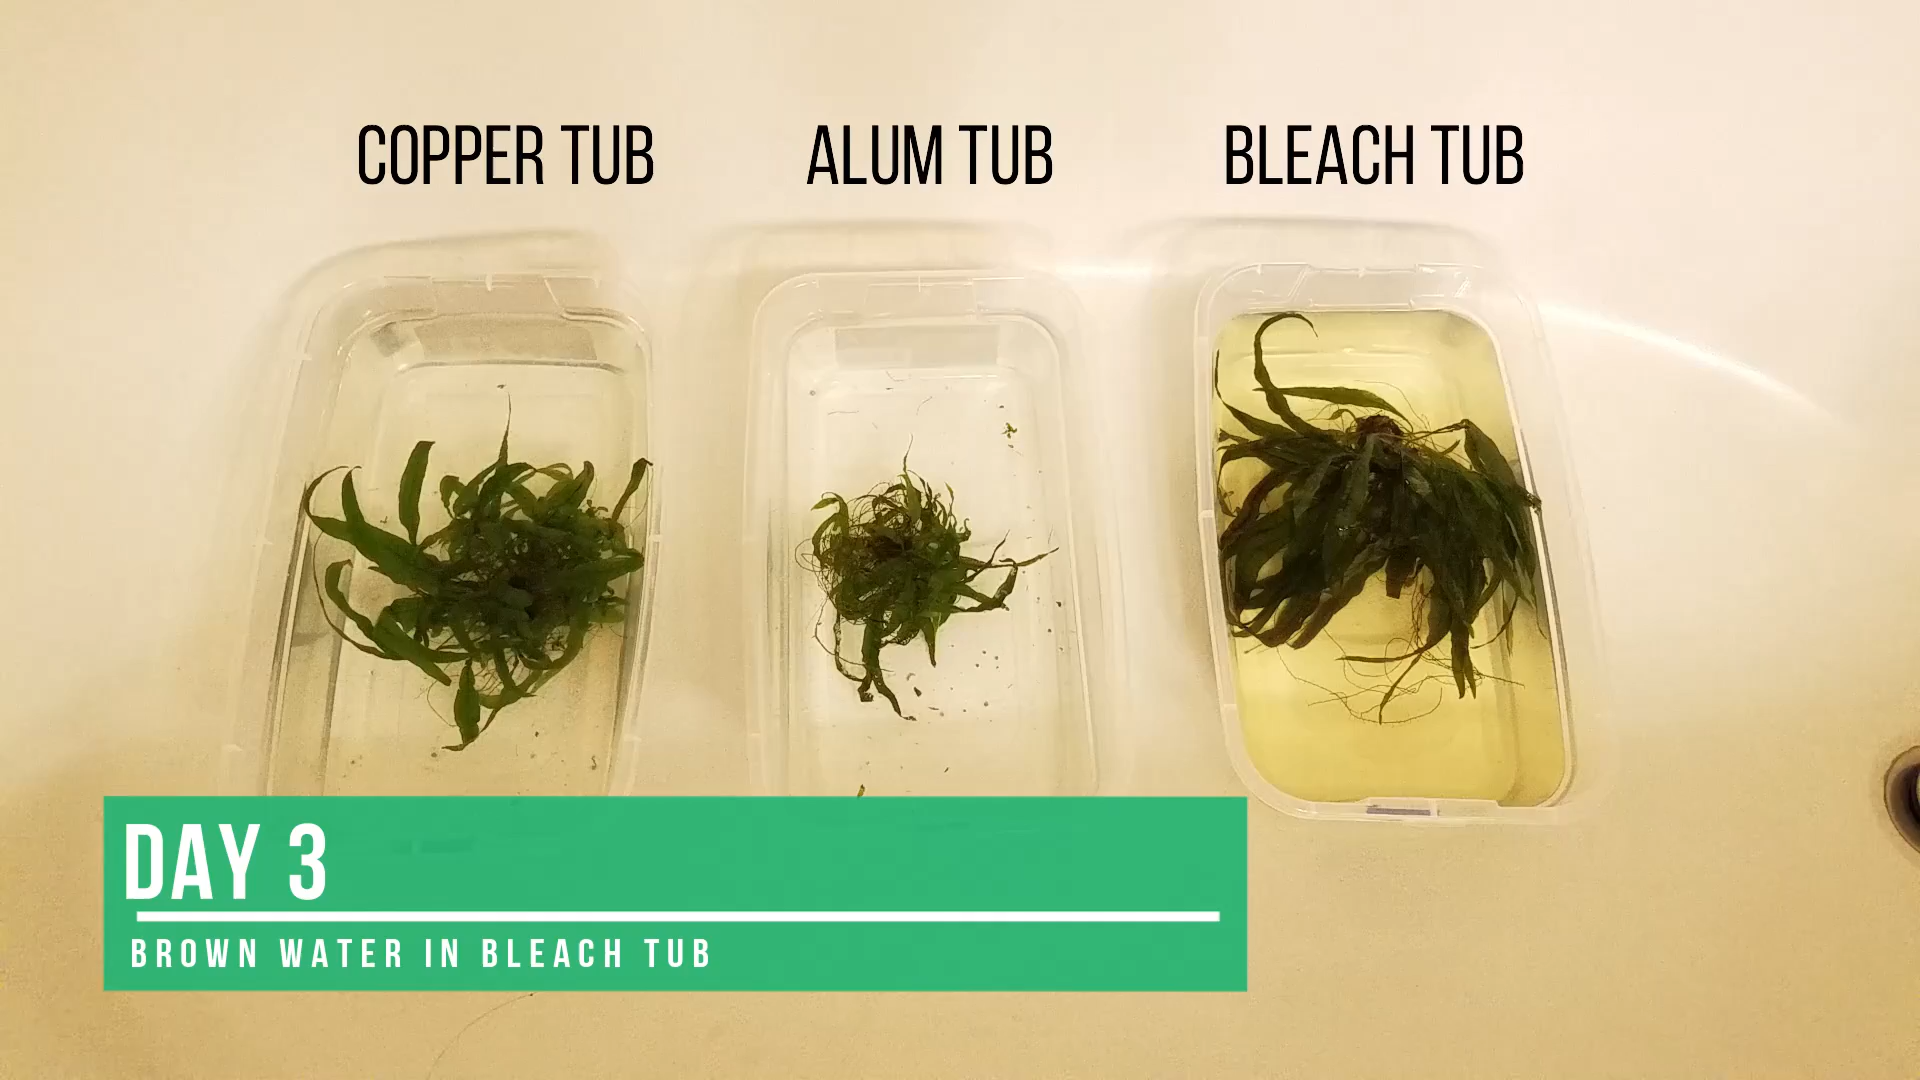 COPPER TUB
ALUM TUB
BLEACH TUB
DAY 3
BROWN WATER IN BLEACH TUB